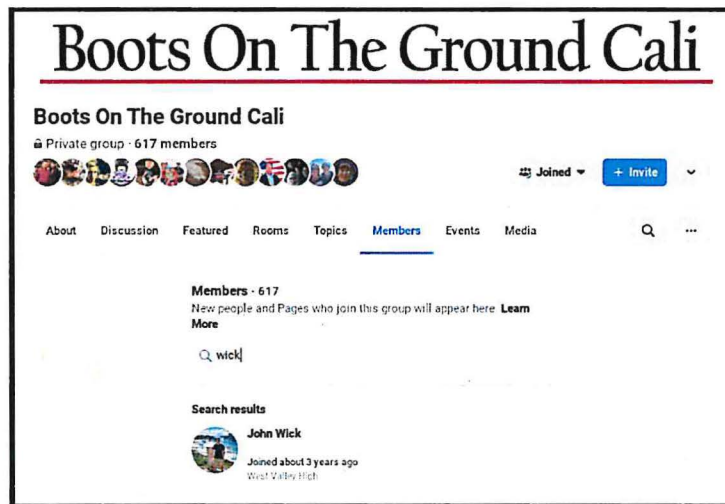 Boots On The Ground Cali
Boots On The Ground Cali
Private group · 617 members
Joined
+ Invite
About Discussion Featured Rooms Topics Members Events Media
Members · 617
New people and Pages who join this group will appear here Learn
More
wick
Search results
John Wick
Joined about 3 years ago
West Valley High